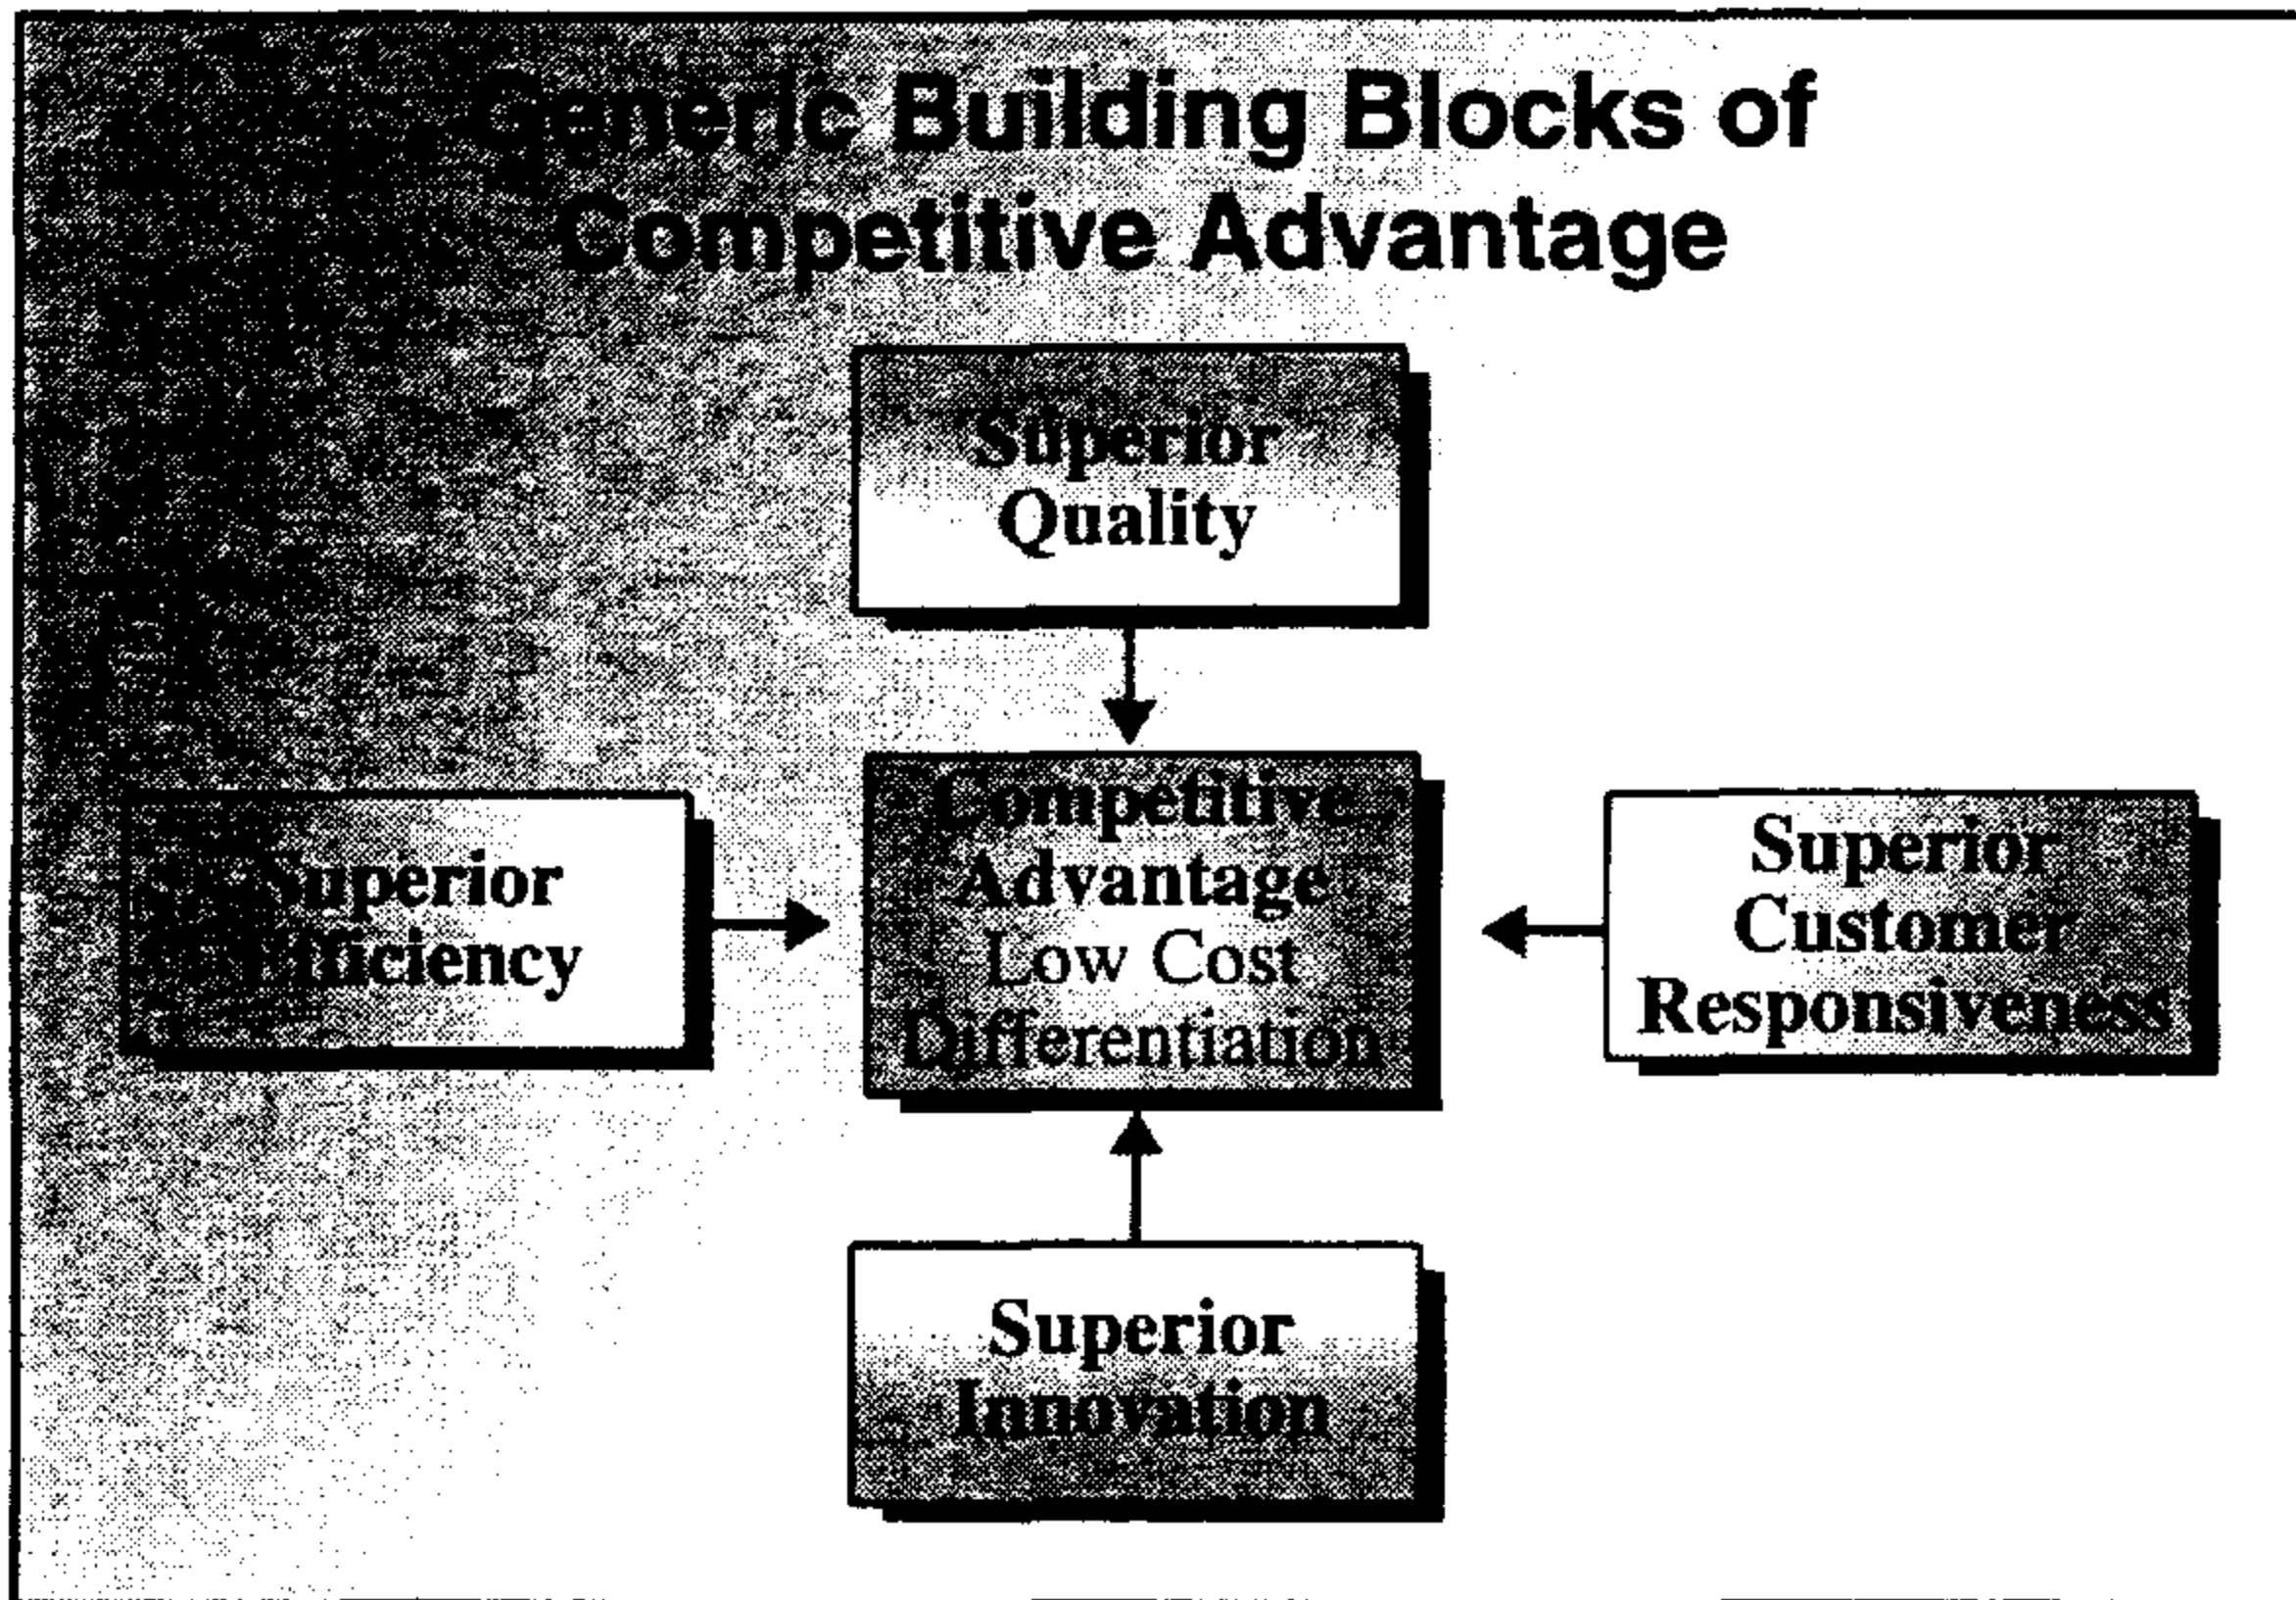 Generic Building Blocks of
Competitive Advantage
Superior
Quality
Superior
Efficiency
Competitive
Advantage
Low Cost
Differentiation
Superior
Customer
Responsiveness
Superior
Innovation